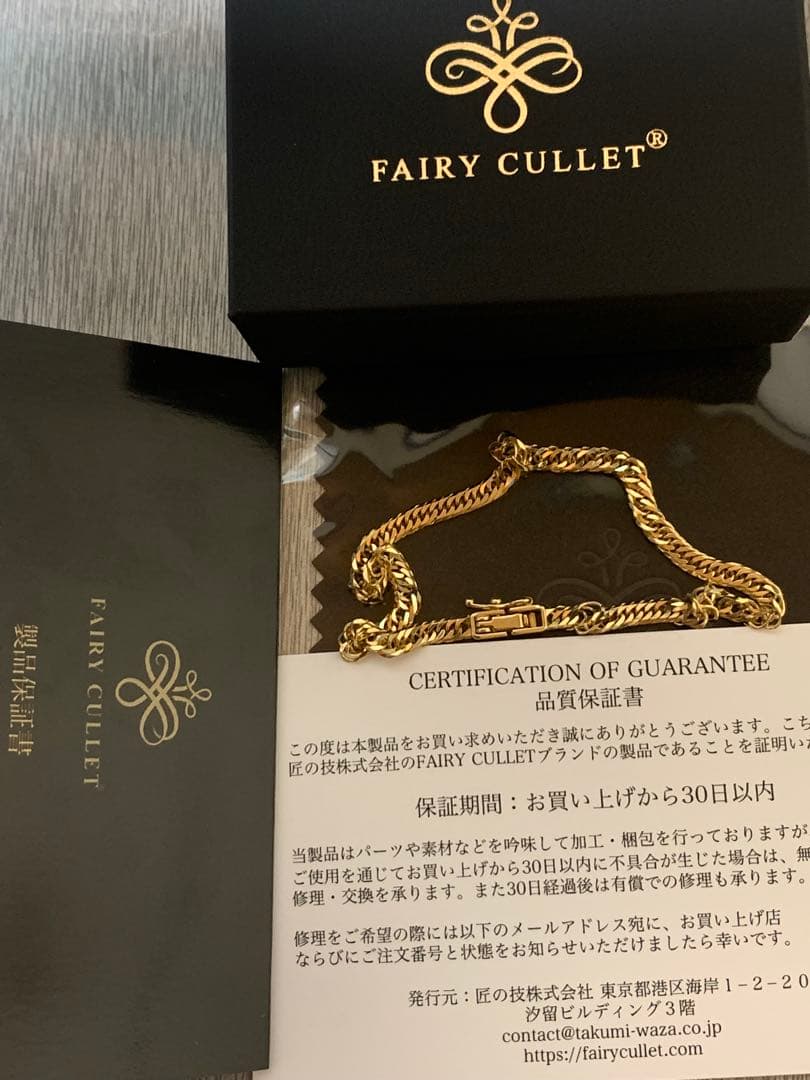 FAIRY CULLET®
FAIRY CULLET
製品保証書
CERTIFICATION OF GUARANTEE
品質保証書
この度は本製品をお買い求めいただき誠にありがとうございます。こち
匠の技株式会社のFAIRY CULLETブランドの製品であることを証明いた
保証期間：お買い上げから30日以内
当製品はパーツや素材などを吟味して加工・梱包を行っておりますが
ご使用を通じてお買い上げから30日以内に不具合が生じた場合は、無
修理・交換を承ります。また30日経過後は有償での修理も承ります。
修理をご希望の際には以下のメールアドレス宛に、お買い上げ店
ならびにご注文番号と状態をお知らせいただけましたら幸いです。
発行元：匠の技株式会社 東京都港区海岸１−２−２０
汐留ビルディング３階
contact@takumi-waza.co.jp
https://fairycullet.com